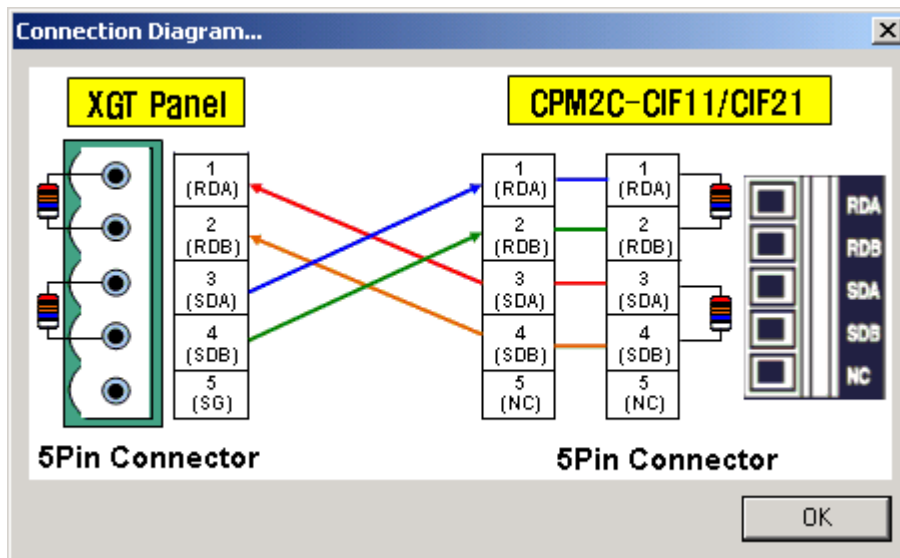 Connection Diagram...
XGT Panel
CPM2C-CIF11/CIF21
1
(RDA)
2
(RDB)
3
(SDA)
4
(SDB)
5
(SG)
1
(RDA)
2
(RDB)
3
(SDA)
4
(SDB)
5
(NC)
1
(RDA)
2
(RDB)
3
(SDA)
4
(SDB)
5
(NC)
RDA
RDB
SDA
SDB
NC
5Pin Connector
5Pin Connector
OK